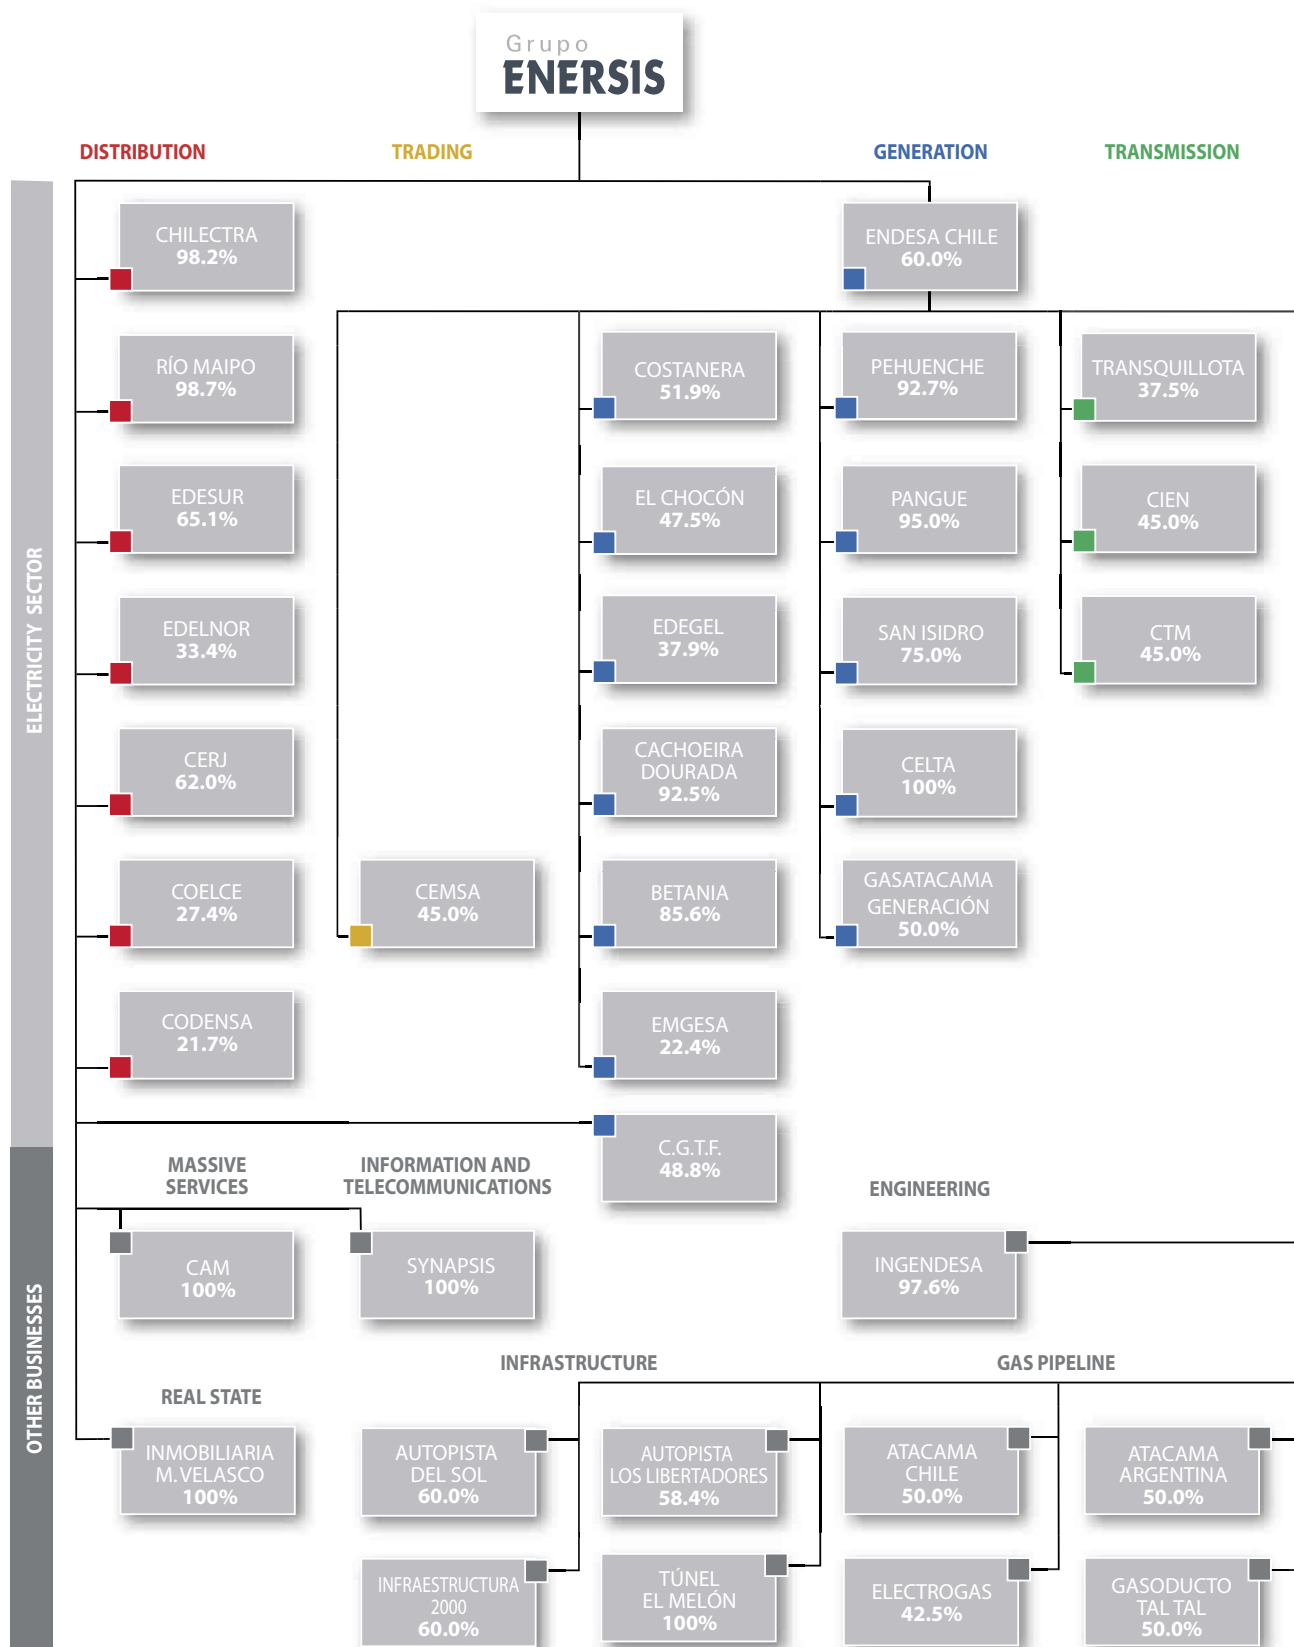 Grupo
ENERSIS
DISTRIBUTION
TRADING
GENERATION
TRANSMISSION
ELECTRICITY SECTOR
CHILECTRA
98.2%
ENDESA CHILE
60.0%
RÍO MAIPO
98.7%
COSTANERA
51.9%
PEHUENCHE
92.7%
TRANSQUILLOTA
37.5%
EDESUR
65.1%
EL CHOCÓN
47.5%
PANGUE
95.0%
CIEN
45.0%
EDELNOR
33.4%
EDEGEL
37.9%
SAN ISIDRO
75.0%
CTM
45.0%
CERJ
62.0%
CACHOEIRA
DOURADA
92.5%
CELTA
100%
COELCE
27.4%
CEMSA
45.0%
BETANIA
85.6%
GASATACAMA
GENERACIÓN
50.0%
CODENSA
21.7%
EMGESA
22.4%
C.G.T.F.
48.8%
OTHER BUSINESSES
MASSIVE
SERVICES
INFORMATION AND
TELECOMMUNICATIONS
ENGINEERING
CAM
100%
SYNAPSIS
100%
INGENDESA
97.6%
INFRASTRUCTURE
GAS PIPELINE
REAL STATE
INMOBILIARIA
M. VELASCO
100%
AUTOPISTA
DEL SOL
60.0%
AUTOPISTA
LOS LIBERTADORES
58.4%
ATACAMA
CHILE
50.0%
ATACAMA
ARGENTINA
50.0%
INFRAESTRUCTURA
2000
60.0%
TÚNEL
EL MELÓN
100%
ELECTROGAS
42.5%
GASODUCTO
TAL TAL
50.0%